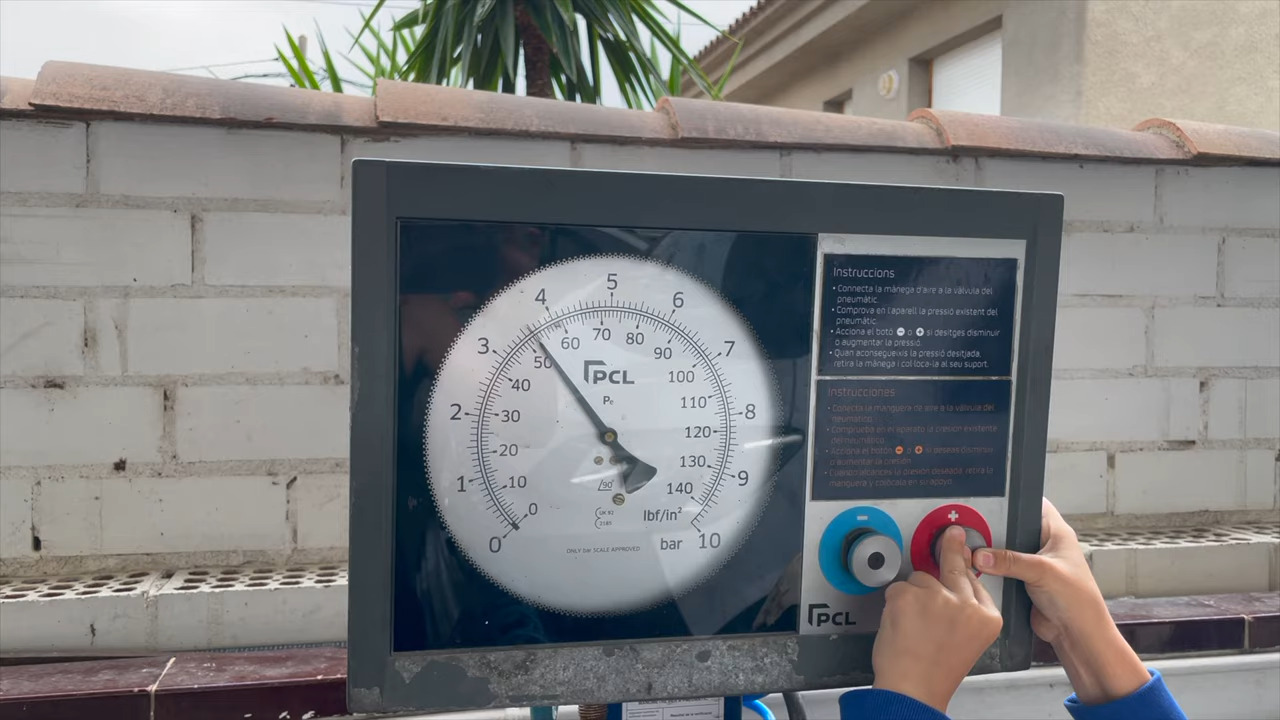 5
4
6
3
7
2
8
1
9
0
10
70
60
80
50
90
40
100
30
110
20
120
10
130
0
140
PCL
Pe
90°
UK 93
2180
lbf/in²
ONLY bar SCALE APPROVED
bar
Instruccions
• Connecta la mànega d'aire a la vàlvula del
pneumàtic.
• Comprova en l'aparell la pressió existent del
pneumàtic.
• Acciona el botó - o + si desitges disminuir
o augmentar la pressió.
• Quan aconsegueixis la pressió desitjada,
retira la mànega i col·loca-la al seu suport.
Instrucciones
• Conecta la manguera de aire a la válvula del
neumático.
• Comprueba en el aparato la presión existente
del neumático.
• Acciona el botón - o + si deseas disminuir
o aumentar la presión.
• Cuando alcances la presión deseada retira la
manguera y colócala en su apoyo.
- +
PCL